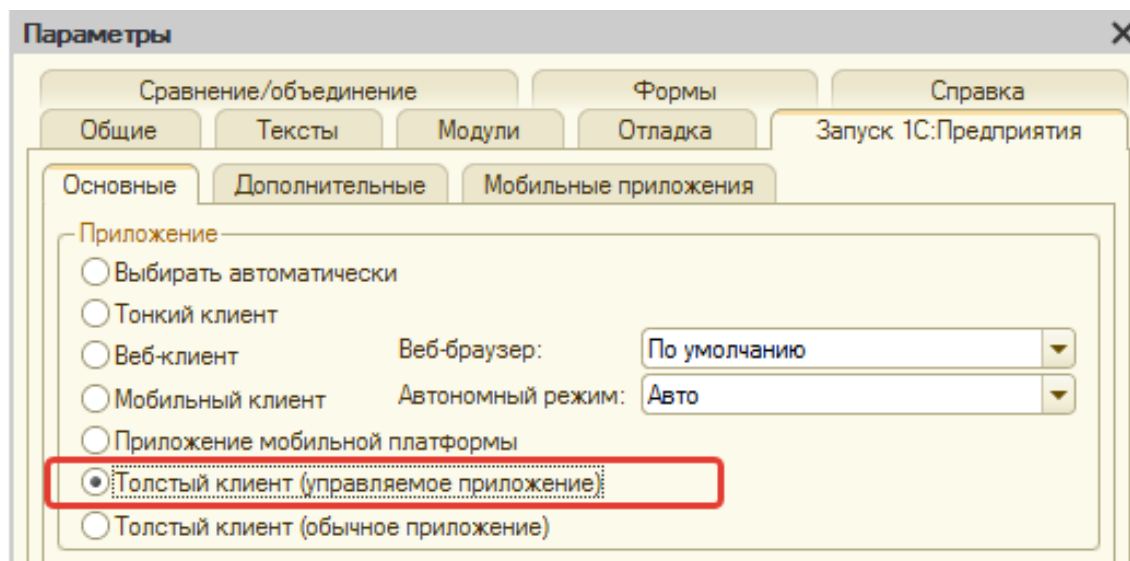 Параметры
Сравнение/объединение Формы Справка
Общие Тексты Модули Отладка Запуск 1С:Предприятия
Основные Дополнительные Мобильные приложения
Приложение
Выбирать автоматически
Тонкий клиент
Веб-клиент Веб-браузер: По умолчанию
Мобильный клиент Автономный режим: Авто
Приложение мобильной платформы
Толстый клиент (управляемое приложение)
Толстый клиент (обычное приложение)